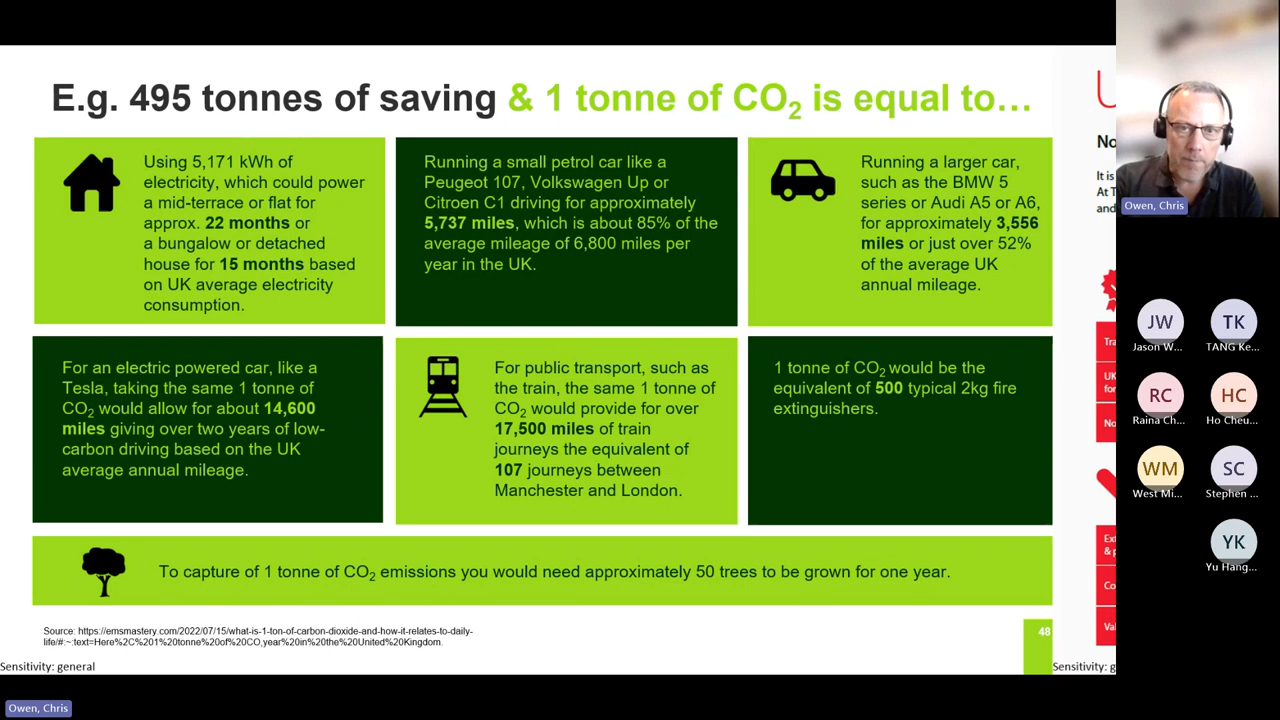 E.g. 495 tonnes of saving & 1 tonne of CO₂ is equal to…
Using 5,171 kWh of
electricity, which could power
a mid-terrace or flat for
approx. 22 months or
a bungalow or detached
house for 15 months based
on UK average electricity
consumption.
Running a small petrol car like a
Peugeot 107, Volkswagen Up or
Citroen C1 driving for approximately
5,737 miles, which is about 85% of the
average mileage of 6,800 miles per
year in the UK.
Running a larger car,
such as the BMW 5
series or Audi A5 or A6,
for approximately 3,556
miles or just over 52%
of the average UK
annual mileage.
For an electric powered car, like a
Tesla, taking the same 1 tonne of
CO₂ would allow for about 14,600
miles giving over two years of low-
carbon driving based on the UK
average annual mileage.
For public transport, such as
the train, the same 1 tonne of
CO₂ would provide for over
17,500 miles of train
journeys the equivalent of
107 journeys between
Manchester and London.
1 tonne of CO₂ would be the
equivalent of 500 typical 2kg fire
extinguishers.
To capture of 1 tonne of CO₂ emissions you would need approximately 50 trees to be grown for one year.
Source: https://emsmastery.com/2022/07/15/what-is-1-ton-of-carbon-dioxide-and-how-it-relates-to-daily-
life/#:~:text=Here%2C%201%20tonne%20of%20CO,year%20in%20the%20United%20Kingdom.
48
Sensitivity: general
Sensitivity: g
No
It is
At T
and
Tra
UK
for
No
Ext
& p
Co
Val
Owen, Chris
JW
Jason W...
TK
TANG Ke...
RC
Raina Ch...
HC
Ho Cheu...
WM
West Mi...
SC
Stephen ...
YK
Yu Hang...
Owen, Chris